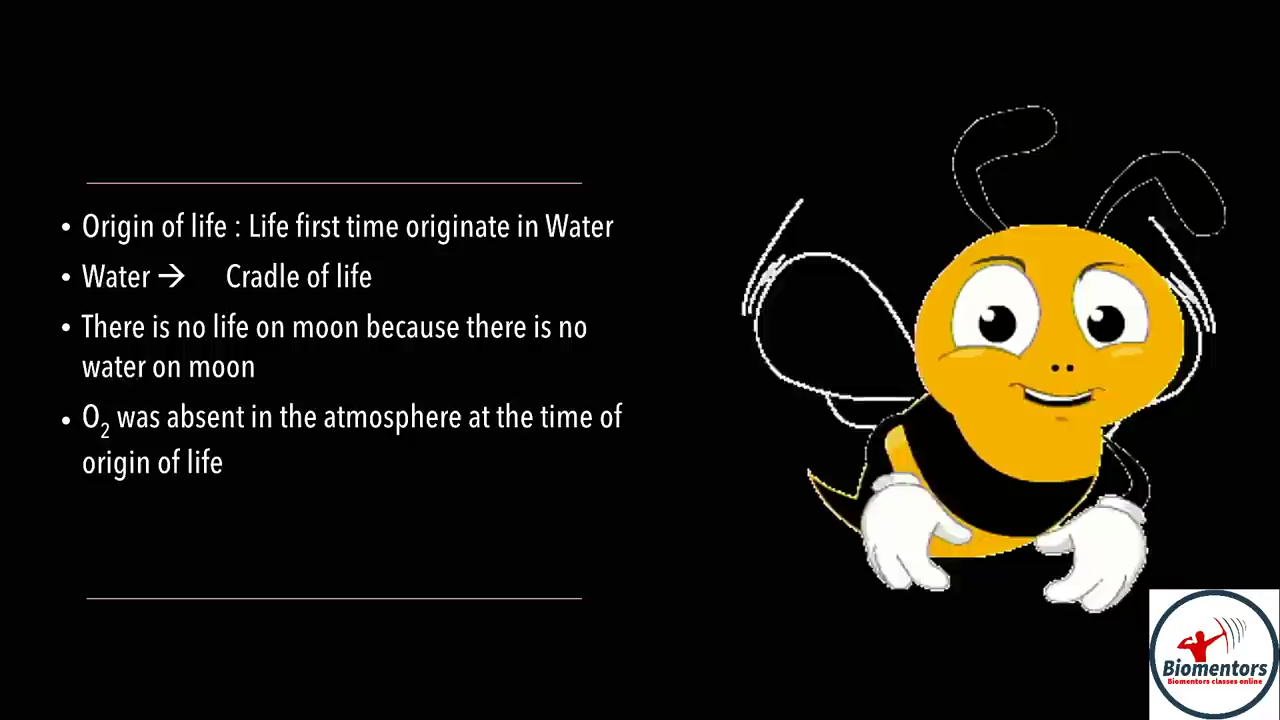 • Origin of life : Life first time originate in Water
• Water → Cradle of life
• There is no life on moon because there is no
water on moon
• O₂ was absent in the atmosphere at the time of
origin of life
Biomentors
Biomentors classes online